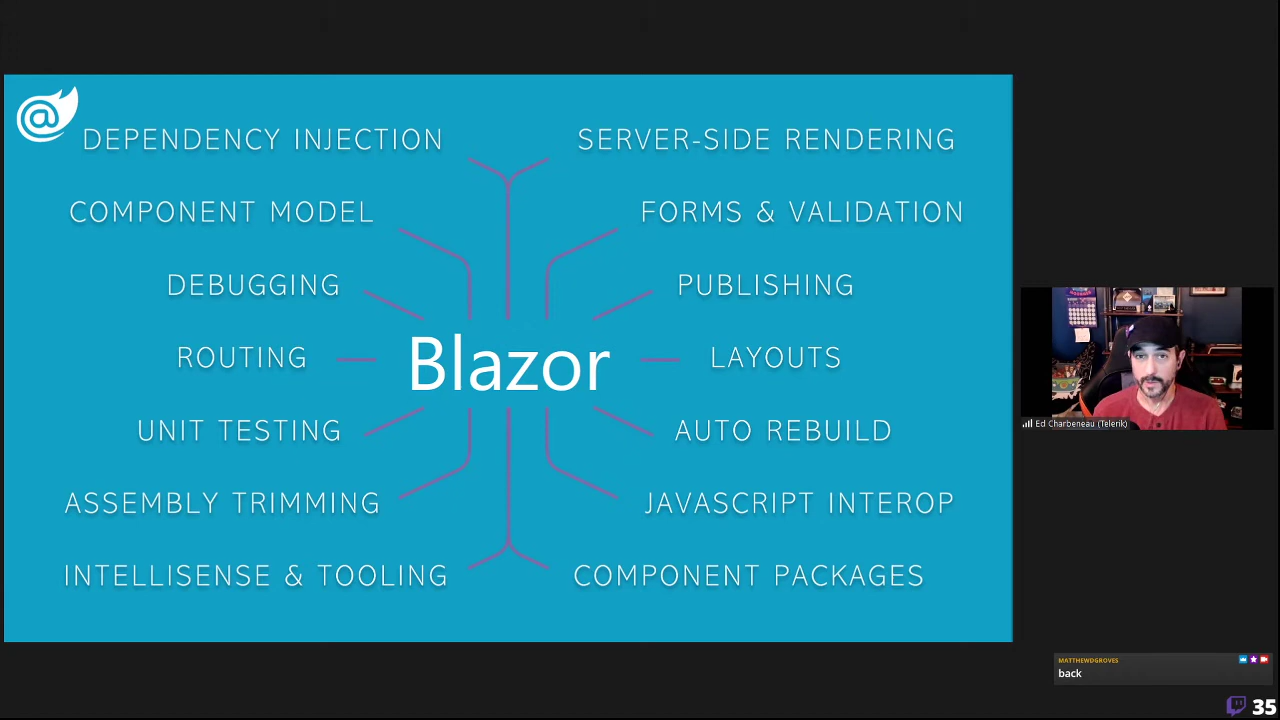 @
DEPENDENCY INJECTION
SERVER-SIDE RENDERING
COMPONENT MODEL
FORMS & VALIDATION
DEBUGGING
PUBLISHING
ROUTING
Blazor
LAYOUTS
UNIT TESTING
AUTO REBUILD
ASSEMBLY TRIMMING
JAVASCRIPT INTEROP
INTELLISENSE & TOOLING
COMPONENT PACKAGES
Ed Charbeneau (Telerik)
MATTHEWDGROVES
back
35